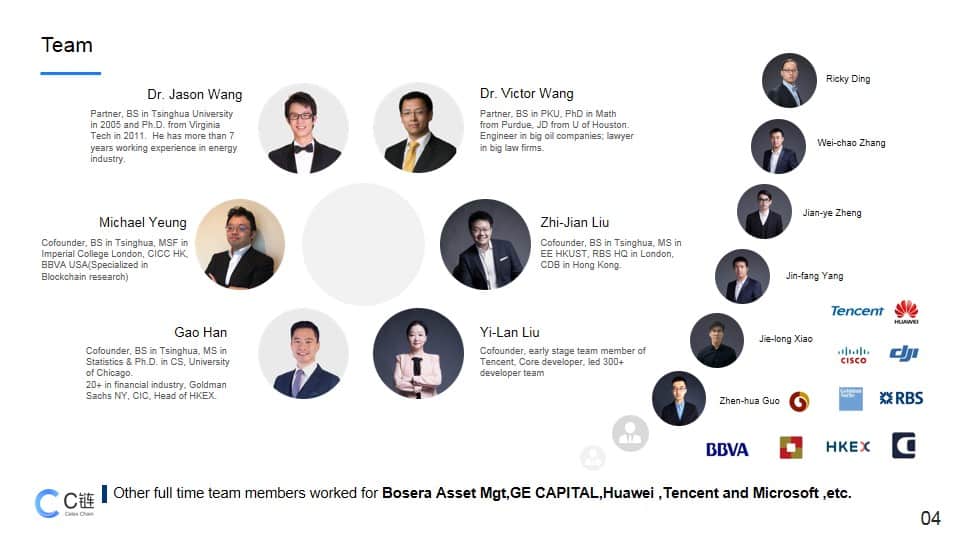 Team
Dr. Jason Wang
Partner, BS in Tsinghua University
in 2005 and Ph.D. from Virginia
Tech in 2011. He has more than 7
years working experience in energy
industry.
Dr. Victor Wang
Partner, BS in PKU, PhD in Math
from Purdue, JD from U of Houston.
Engineer in big oil companies; lawyer
in big law firms.
Michael Yeung
Cofounder, BS in Tsinghua, MSF in
Imperial College London, CICC HK,
BBVA USA(Specialized in
Blockchain research)
Zhi-Jian Liu
Cofounder, BS in Tsinghua, MS in
EE HKUST, RBS HQ in London,
CDB in Hong Kong.
Gao Han
Cofounder, BS in Tsinghua, MS in
Statistics & Ph.D. in CS, University
of Chicago.
20+ in financial industry, Goldman
Sachs NY, CIC, Head of HKEX.
Yi-Lan Liu
Cofounder, early stage team member of
Tencent, Core developer, led 300+
developer team
Ricky Ding
Wei-chao Zhang
Jian-ye Zheng
Jin-fang Yang
Jie-long Xiao
Zhen-hua Guo
Tencent
HUAWEI
CISCO
dji
Goldman
Sachs
RBS
BBVA
HKEX
C链
Celes Chain
Other full time team members worked for Bosera Asset Mgt,GE CAPITAL,Huawei ,Tencent and Microsoft ,etc.
04